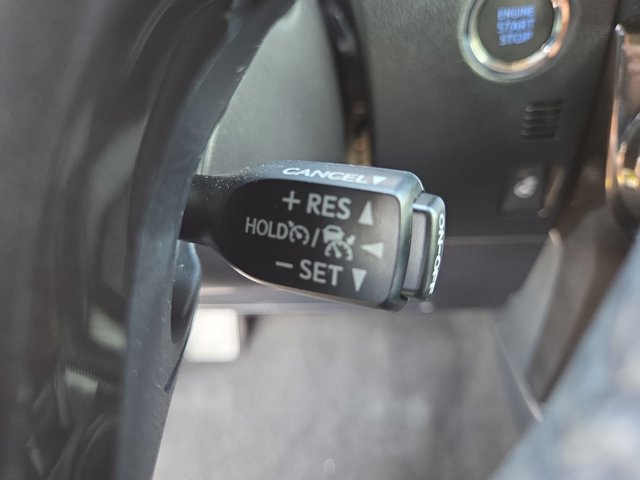 ENGINE
START
STOP
CANCEL▼
+ RES ▲
HOLD / ◀
− SET ▼
ON·OFF